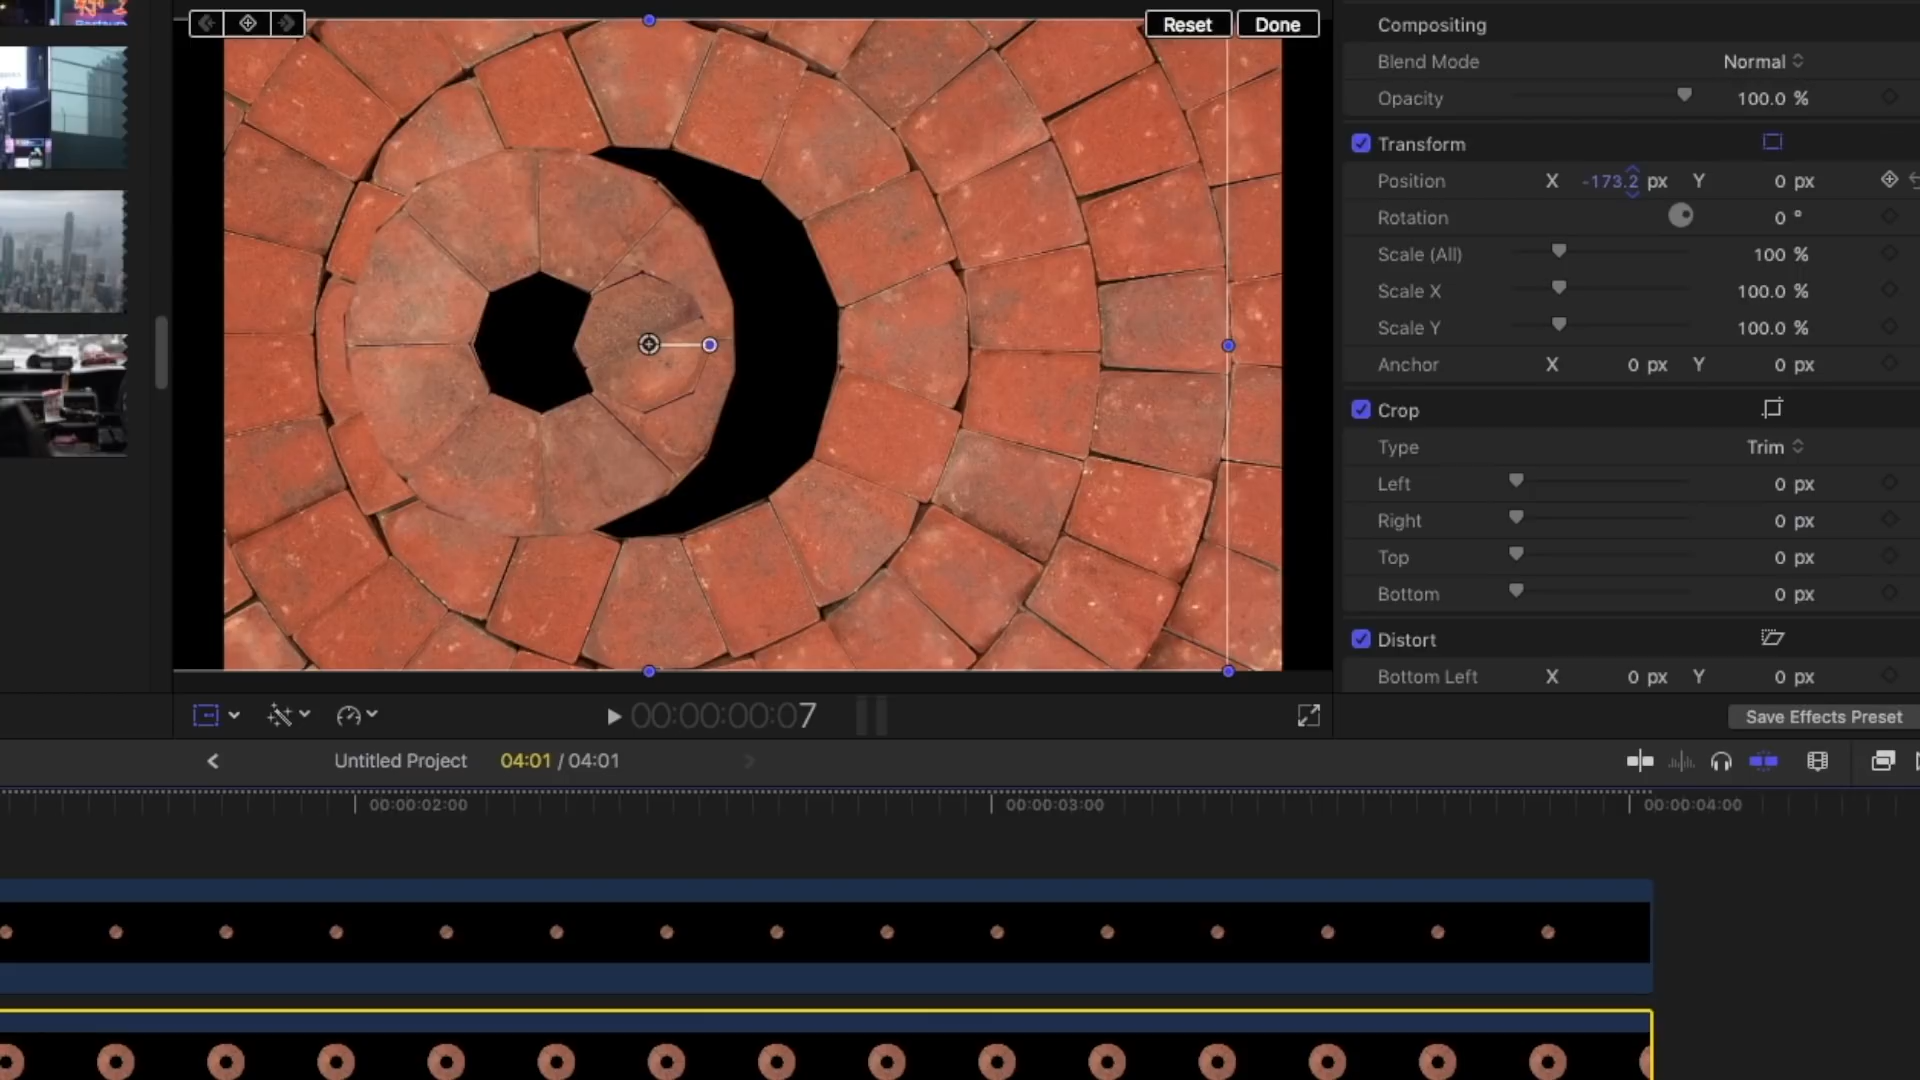 Reset Done
Compositing
Blend Mode Normal
Opacity 100.0 %
Transform
Position X -173.2 px Y 0 px
Rotation 0 °
Scale (All) 100 %
Scale X 100.0 %
Scale Y 100.0 %
Anchor X 0 px Y 0 px
Crop
Type Trim
Left 0 px
Right 0 px
Top 0 px
Bottom 0 px
Distort
Bottom Left X 0 px Y 0 px
00:00:00:07
Save Effects Preset
Untitled Project 04:01 / 04:01
00:00:02:00 00:00:03:00 00:00:04:00